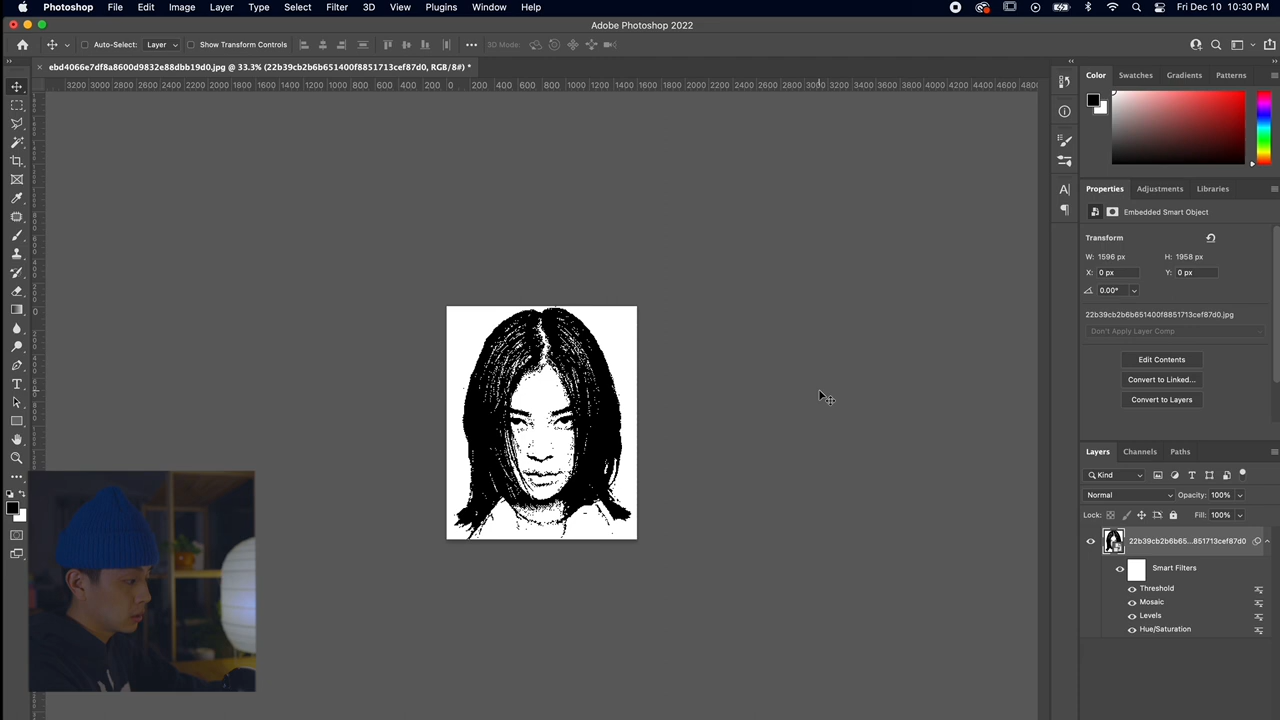 Photoshop File Edit Image Layer Type Select Filter 3D View Plugins Window Help Fri Dec 10 10:30 PM
Adobe Photoshop 2022
Auto-Select: Layer Show Transform Controls 3D Mode:
ebd4066e7df8a8600d9832e88dbb19d0.jpg @ 33.3% (22b39cb2b6b651400f8851713cef87d0, RGB/8#) *
3200 3000 2800 2600 2400 2200 2000 1800 1600 1400 1200 1000 800 600 400 200 0 200 400 600 800 1000 1200 1400 1600 1800 2000 2200 2400 2600 2800 3000 3200 3400 3600 3800 4000 4200 4400 4600 4800
Color Swatches Gradients Patterns
Properties Adjustments Libraries
Embedded Smart Object
Transform
W: 1596 px H: 1958 px
X: 0 px Y: 0 px
0.00°
22b39cb2b6b651400f8851713cef87d0.jpg
Don't Apply Layer Comp
Edit Contents
Convert to Linked...
Convert to Layers
Layers Channels Paths
Kind
Normal Opacity: 100%
Lock: Fill: 100%
22b39cb2b6b65...851713cef87d0
Smart Filters
Threshold
Mosaic
Levels
Hue/Saturation